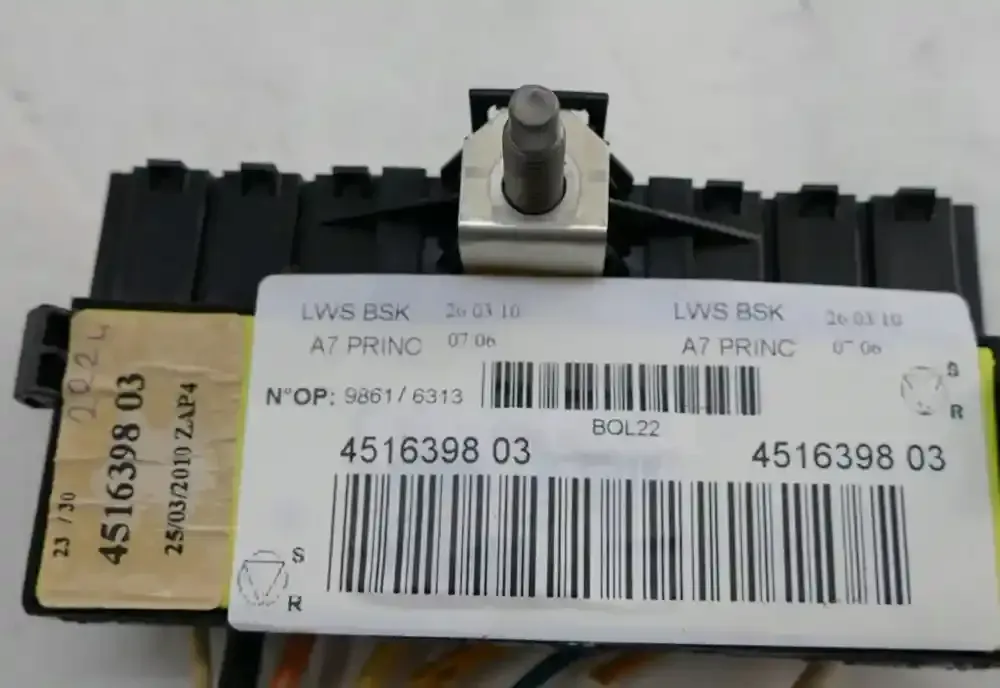 LWS BSK 26 03 10 LWS BSK 26 03 10
A7 PRINC 07 06 A7 PRINC 07 06
N°OP: 9861 / 6313
BOL22
4516398 03 4516398 03
S
R
S
R
2024
4516398 03
25/03/2010 ZAP4
23 / 30